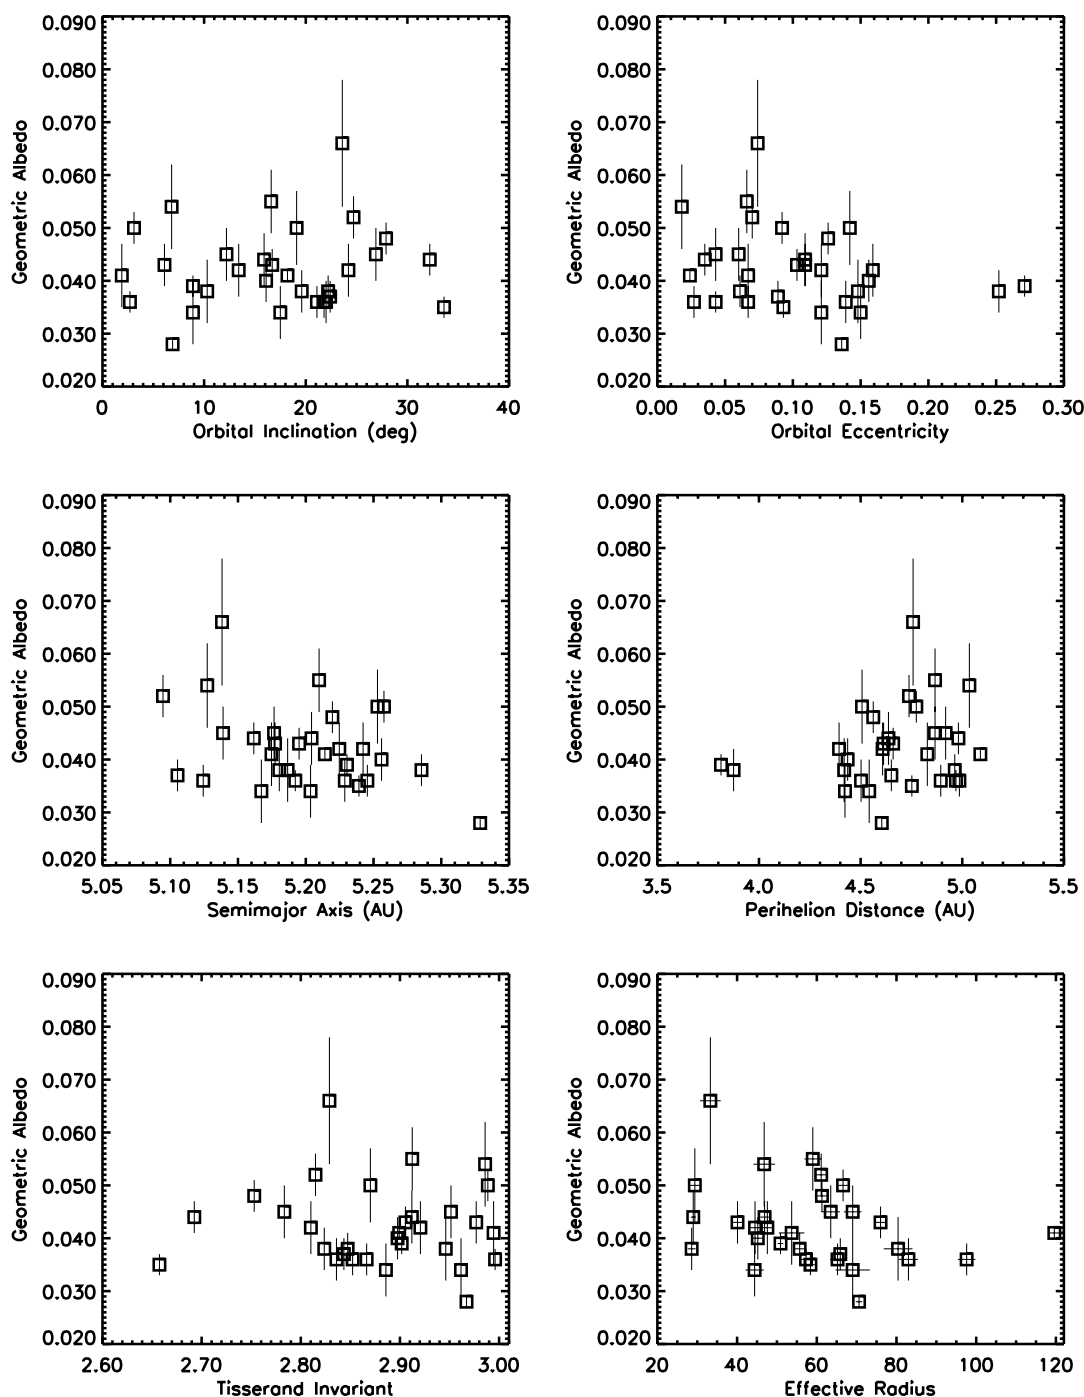 0.090 0.090
0.080 0.080
0.070 0.070
0.060 0.060
0.050 0.050
0.040 0.040
0.030 0.030
0.020 0.020
Geometric Albedo Geometric Albedo
0 10 20 30 40 0.00 0.05 0.10 0.15 0.20 0.25 0.30
Orbital Inclination (deg) Orbital Eccentricity
0.090 0.090
0.080 0.080
0.070 0.070
0.060 0.060
0.050 0.050
0.040 0.040
0.030 0.030
0.020 0.020
Geometric Albedo Geometric Albedo
5.05 5.10 5.15 5.20 5.25 5.30 5.35 3.5 4.0 4.5 5.0 5.5
Semimajor Axis (AU) Perihelion Distance (AU)
0.090 0.090
0.080 0.080
0.070 0.070
0.060 0.060
0.050 0.050
0.040 0.040
0.030 0.030
0.020 0.020
Geometric Albedo Geometric Albedo
2.60 2.70 2.80 2.90 3.00 20 40 60 80 100 120
Tisserand Invariant Effective Radius